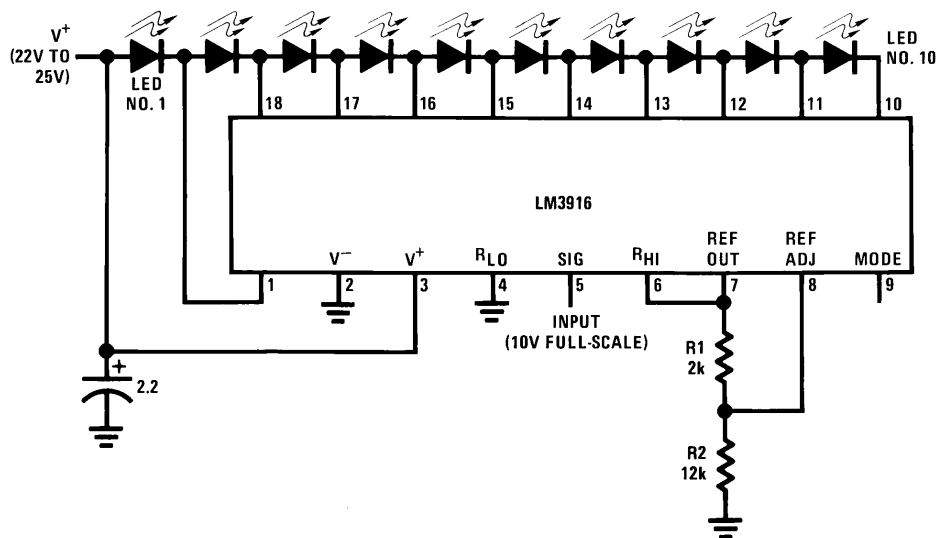 V+
(22V TO
25V)
LED
NO. 1
LED
NO. 10
18
17
16
15
14
13
12
11
10
LM3916
V−
V+
RLO
SIG
RHI
REF
OUT
REF
ADJ
MODE
1
2
3
4
5
6
7
8
9
INPUT
(10V FULL-SCALE)
+
2.2
R1
2k
R2
12k